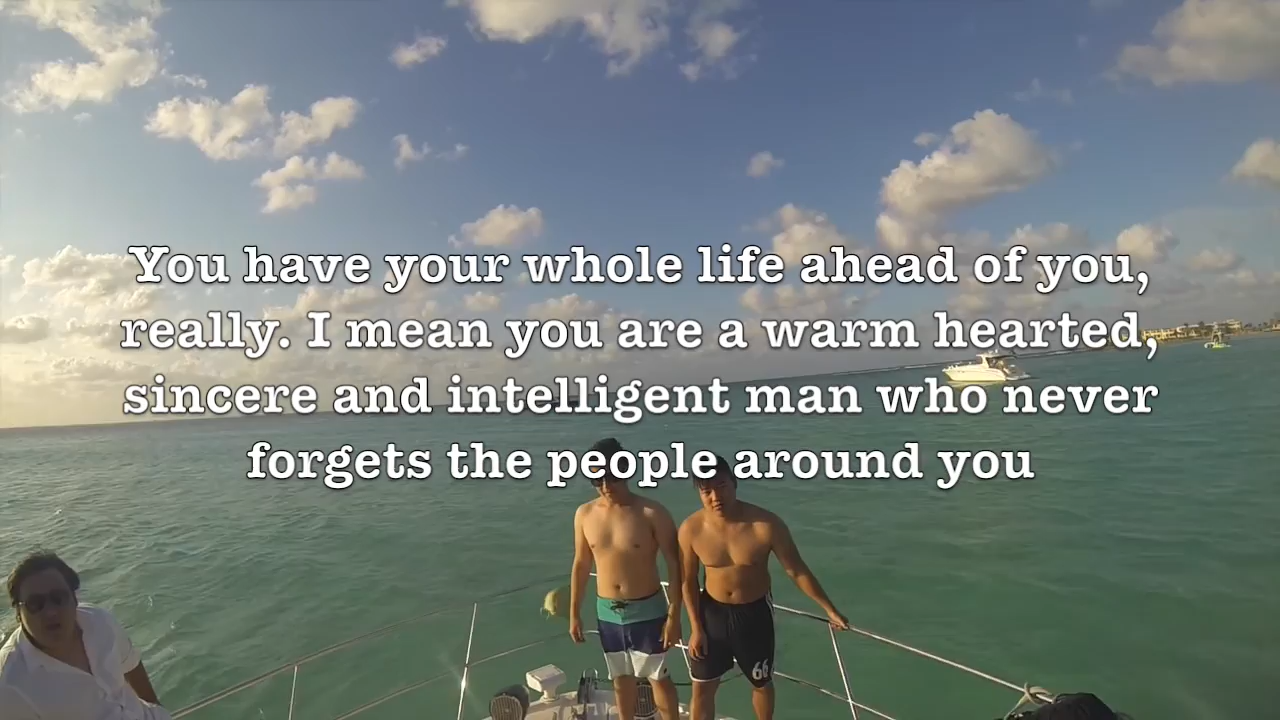 You have your whole life ahead of you,
really. I mean you are a warm hearted,
sincere and intelligent man who never
forgets the people around you
66